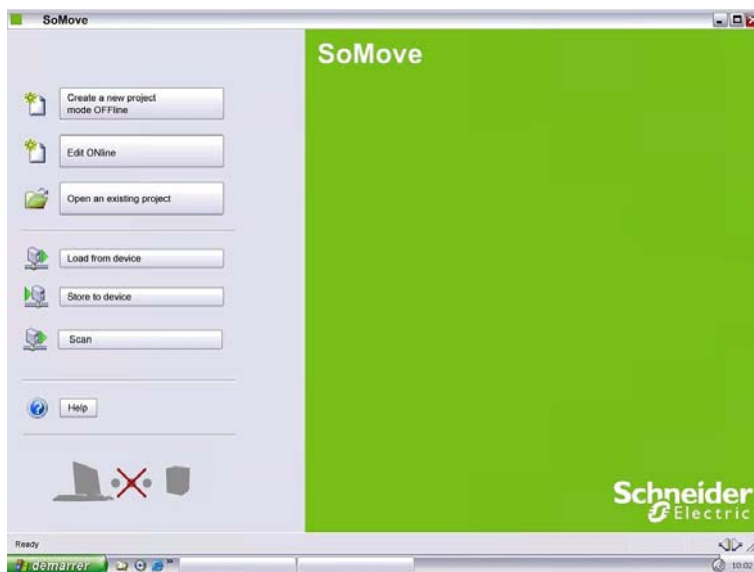 SoMove
SoMove
Create a new project
mode OFFline
Edit ONline
Open an existing project
Load from device
Store to device
Scan
Help
Schneider
Electric
Ready
démarrer
10:02